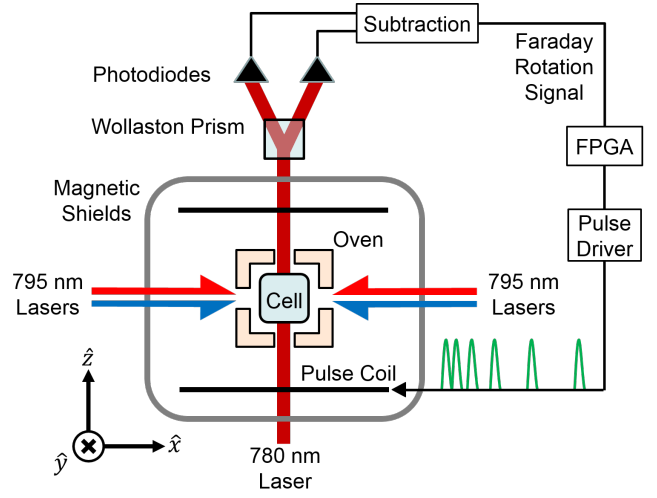 Subtraction
Photodiodes
Faraday
Rotation
Signal
Wollaston Prism
FPGA
Magnetic
Shields
Oven
Pulse
Driver
795 nm
Lasers
Cell
795 nm
Lasers
Pulse Coil
ẑ
ŷ
x̂
780 nm
Laser